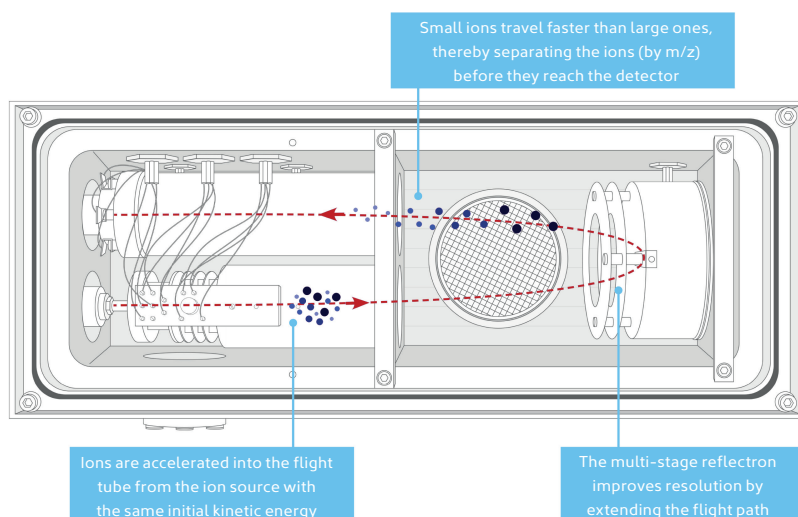 Small ions travel faster than large ones,
thereby separating the ions (by m/z)
before they reach the detector
Ions are accelerated into the flight
tube from the ion source with
the same initial kinetic energy
The multi-stage reflectron
improves resolution by
extending the flight path